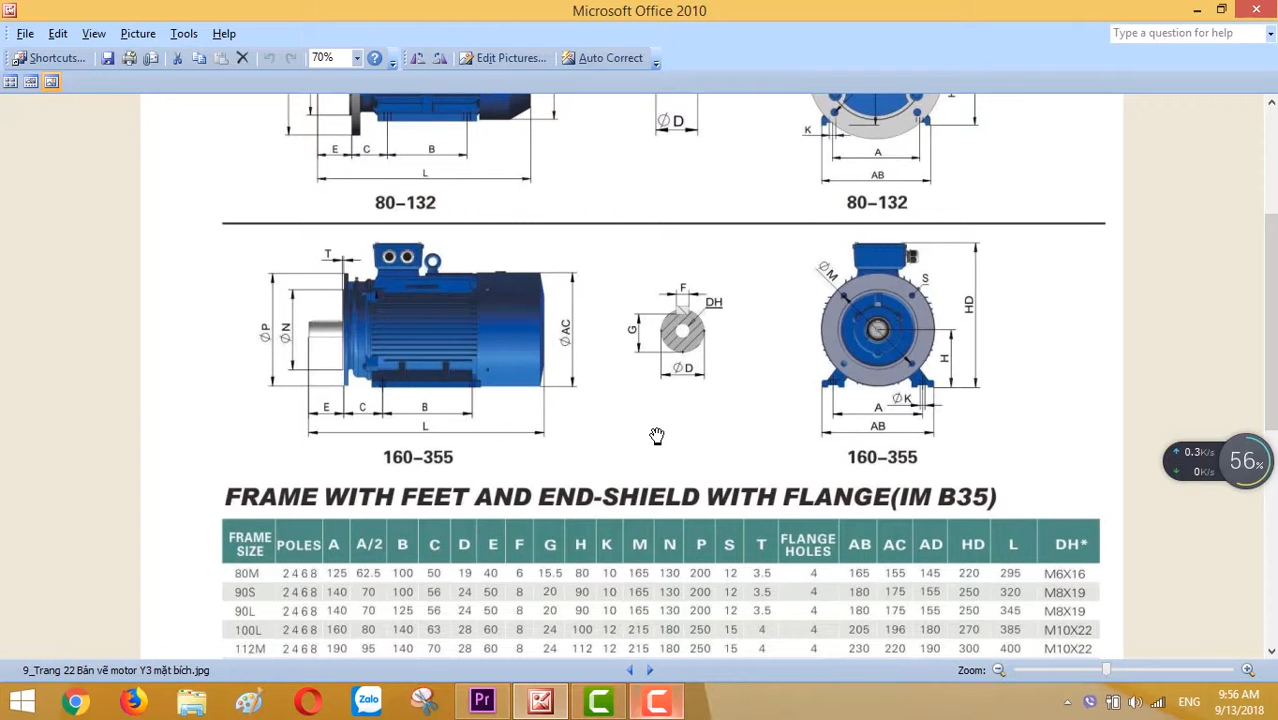 Microsoft Office 2010
File Edit View Picture Tools Help
Type a question for help
Shortcuts... 70% Edit Pictures... Auto Correct
Ø D
K
E C B
A
L
AB
80–132 80–132
T
F
DH
Ø M
S
G
Ø P
Ø N
Ø AC
HD
H
Ø D
Ø K
E C B
A
L
AB
160–355 160–355
FRAME WITH FEET AND END-SHIELD WITH FLANGE(IM B35)
FRAME SIZE POLES A A/2 B C D E F G H K M N P S T FLANGE HOLES AB AC AD HD L DH*
80M 2 4 6 8 125 62.5 100 50 19 40 6 15.5 80 10 165 130 200 12 3.5 4 165 155 145 220 295 M6X16
90S 2 4 6 8 140 70 100 56 24 50 8 20 90 10 165 130 200 12 3.5 4 180 175 155 250 320 M8X19
90L 2 4 6 8 140 70 125 56 24 50 8 20 90 10 165 130 200 12 3.5 4 180 175 155 250 345 M8X19
100L 2 4 6 8 160 80 140 63 28 60 8 24 100 12 215 180 250 15 4 4 205 196 180 270 385 M10X22
112M 2 4 6 8 190 95 140 70 28 60 8 24 112 12 215 180 250 15 4 4 230 220 190 300 400 M10X22
0.3K/s
0K/s
56%
9_Trang 22 Bản vẽ motor Y3 mặt bích.jpg
Zoom:
Zalo
Pr
ENG
9:56 AM
9/13/2018